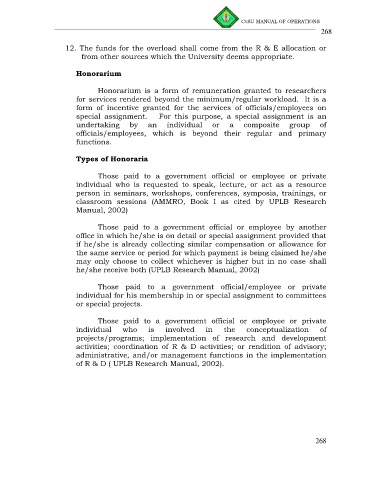 CvSU MANUAL OF OPERATIONS
268
12. The funds for the overload shall come from the R & E allocation or
from other sources which the University deems appropriate.
Honorarium
Honorarium is a form of remuneration granted to researchers
for services rendered beyond the minimum/regular workload. It is a
form of incentive granted for the services of officials/employees on
special assignment. For this purpose, a special assignment is an
undertaking by an individual or a composite group of
officials/employees, which is beyond their regular and primary
functions.
Types of Honoraria
Those paid to a government official or employee or private
individual who is requested to speak, lecture, or act as a resource
person in seminars, workshops, conferences, symposia, trainings, or
classroom sessions (AMMRO, Book I as cited by UPLB Research
Manual, 2002)
Those paid to a government official or employee by another
office in which he/she is on detail or special assignment provided that
if he/she is already collecting similar compensation or allowance for
the same service or period for which payment is being claimed he/she
may only choose to collect whichever is higher but in no case shall
he/she receive both (UPLB Research Manual, 2002)
Those paid to a government official/employee or private
individual for his membership in or special assignment to committees
or special projects.
Those paid to a government official or employee or private
individual who is involved in the conceptualization of
projects/programs; implementation of research and development
activities; coordination of R & D activities; or rendition of advisory;
administrative, and/or management functions in the implementation
of R & D ( UPLB Research Manual, 2002).
268